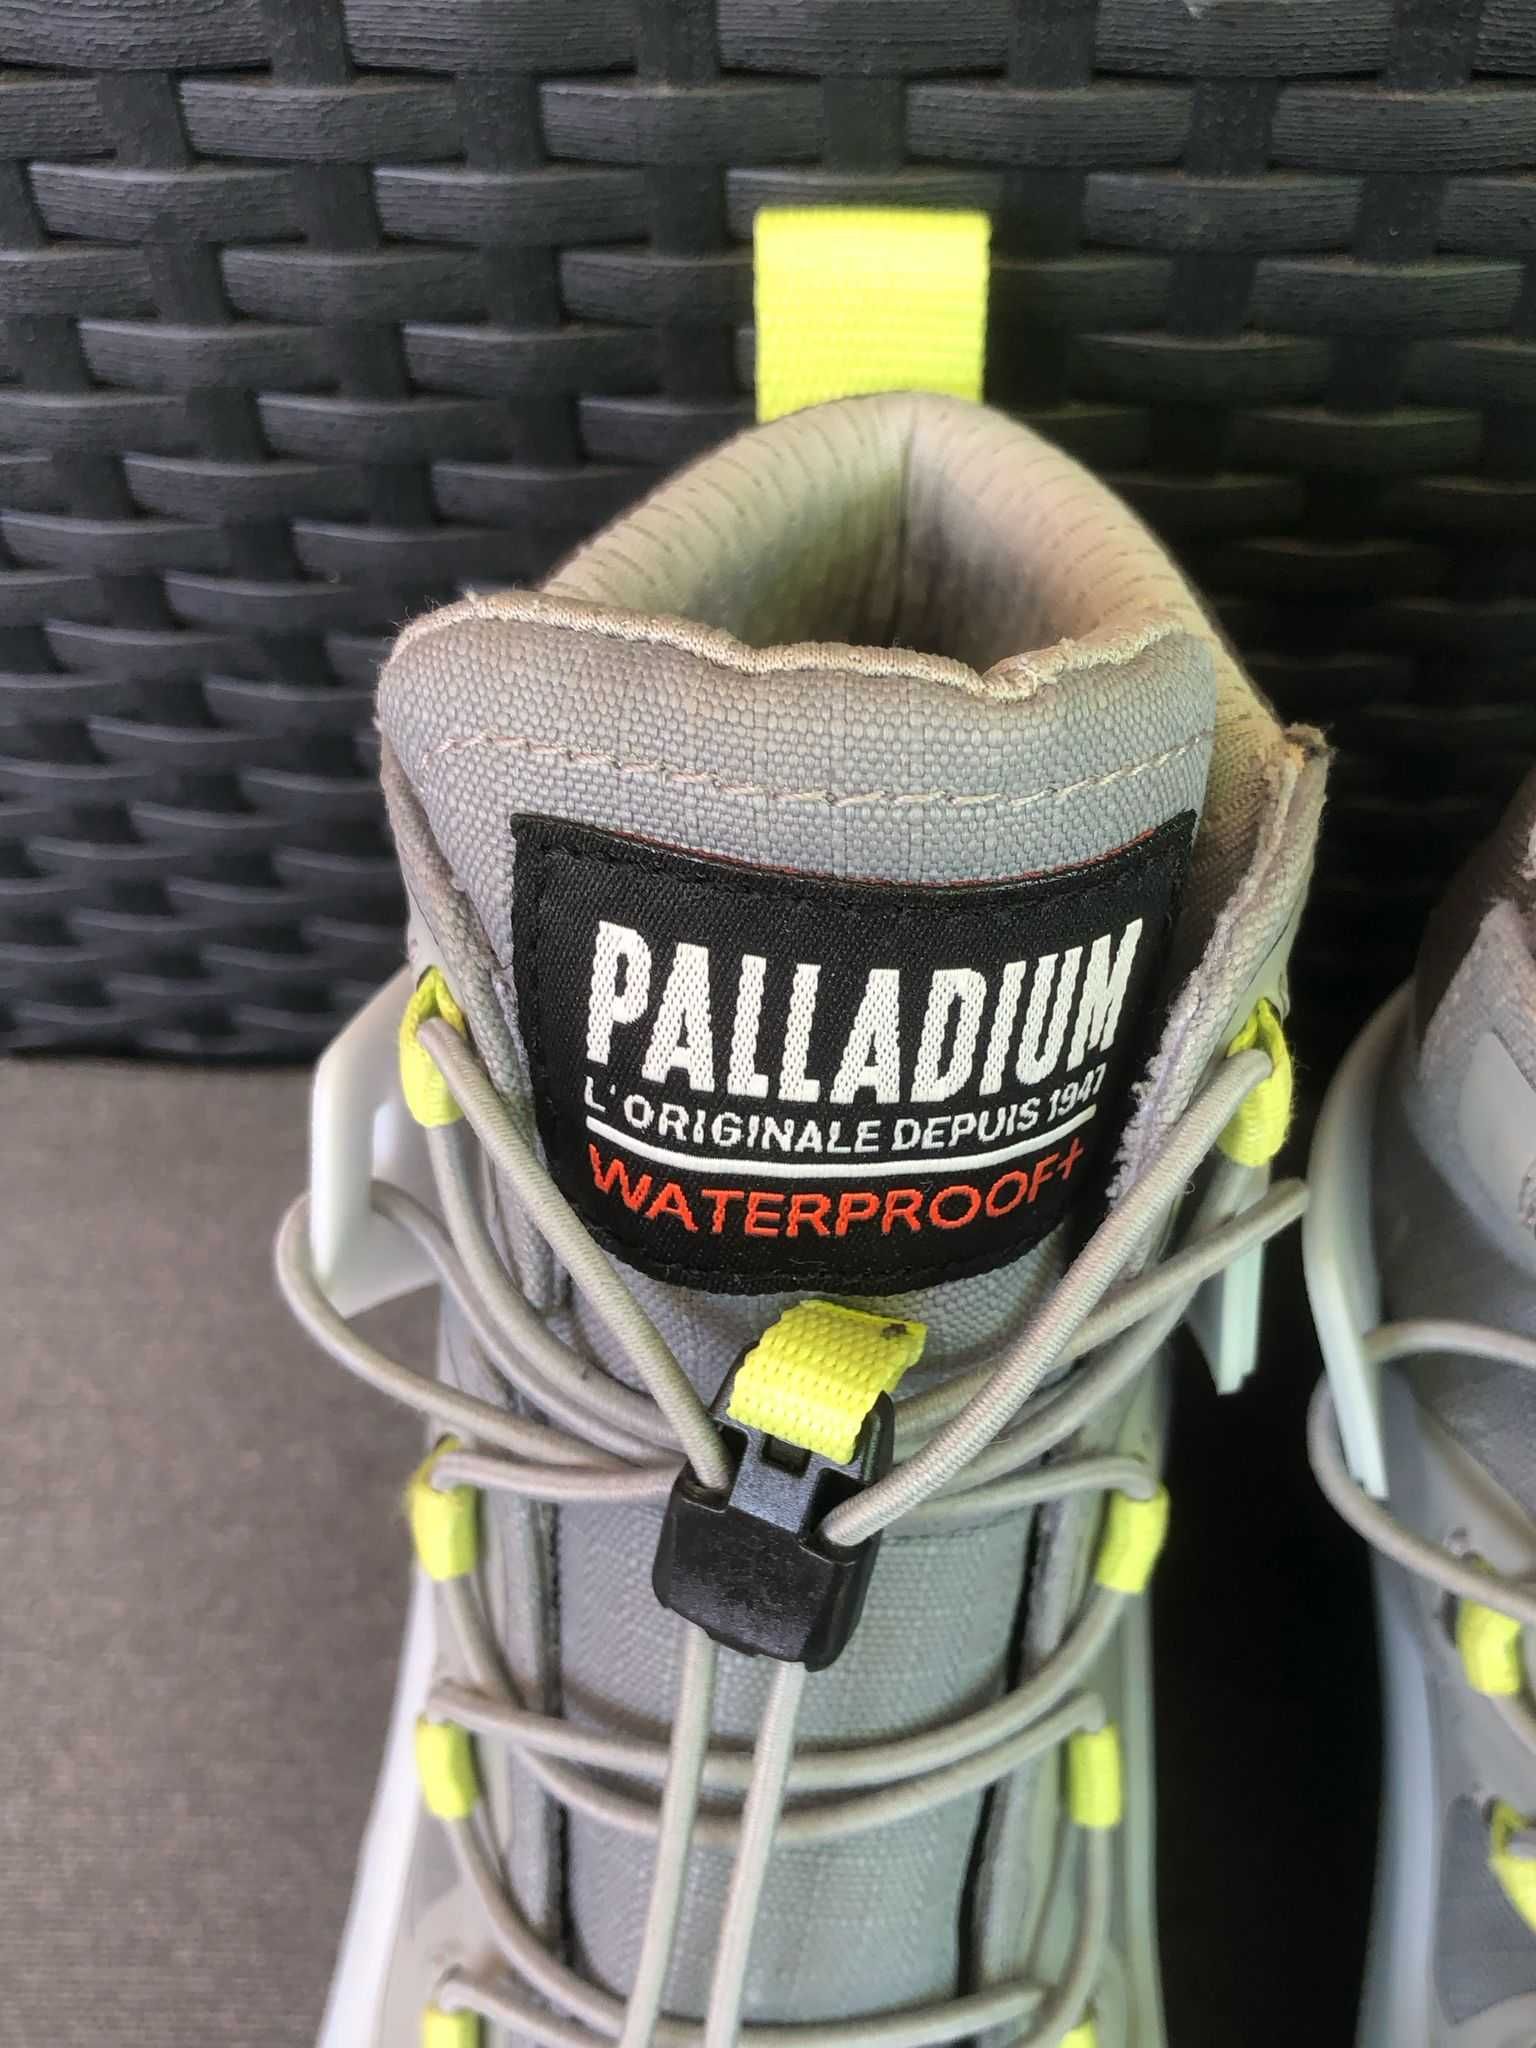 PALLADIUM
L'ORIGINALE DEPUIS 1947
WATERPROOF+